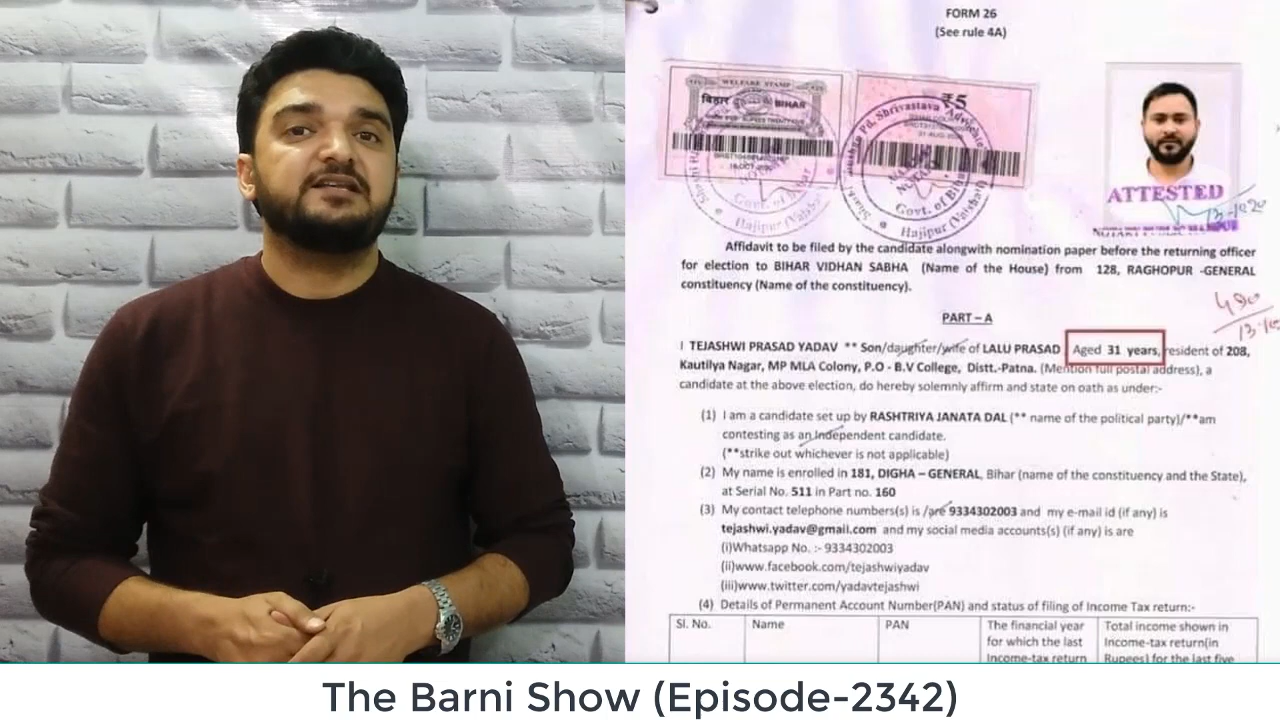 FORM 26
(See rule 4A)
WELFARE STAMP
बिहार BIHAR
₹5
Govt. of Bihar
Hajipur (Vaishali)
Pd. Shrivastava Advocate
Govt. of Bihar
Hajipur (Vaishali)
ATTESTED
Affidavit to be filed by the candidate alongwith nomination paper before the returning officer
for election to BIHAR VIDHAN SABHA (Name of the House) from 128, RAGHOPUR -GENERAL
constituency (Name of the constituency).
PART – A
I TEJASHWI PRASAD YADAV ** Son/daughter/wife of LALU PRASAD Aged 31 years, resident of 208,
Kautilya Nagar, MP MLA Colony, P.O - B.V College, Distt.-Patna. (Mention full postal address), a
candidate at the above election, do hereby solemnly affirm and state on oath as under:-
(1) I am a candidate set up by RASHTRIYA JANATA DAL (** name of the political party)/**am
contesting as an Independent candidate.
(**strike out whichever is not applicable)
(2) My name is enrolled in 181, DIGHA – GENERAL, Bihar (name of the constituency and the State),
at Serial No. 511 in Part no. 160
(3) My contact telephone numbers(s) is /are 9334302003 and my e-mail id (if any) is
tejashwi.yadav@gmail.com and my social media accounts(s) (if any) is are
(i)Whatsapp No. :- 9334302003
(ii)www.facebook.com/tejashwiyadav
(iii)www.twitter.com/yadavtejashwi
(4) Details of Permanent Account Number(PAN) and status of filing of Income Tax return:-
Sl. No. Name PAN The financial year Total income shown in
for which the last Income-tax return(in
Income-tax return Rupees) for the last five
The Barni Show (Episode-2342)